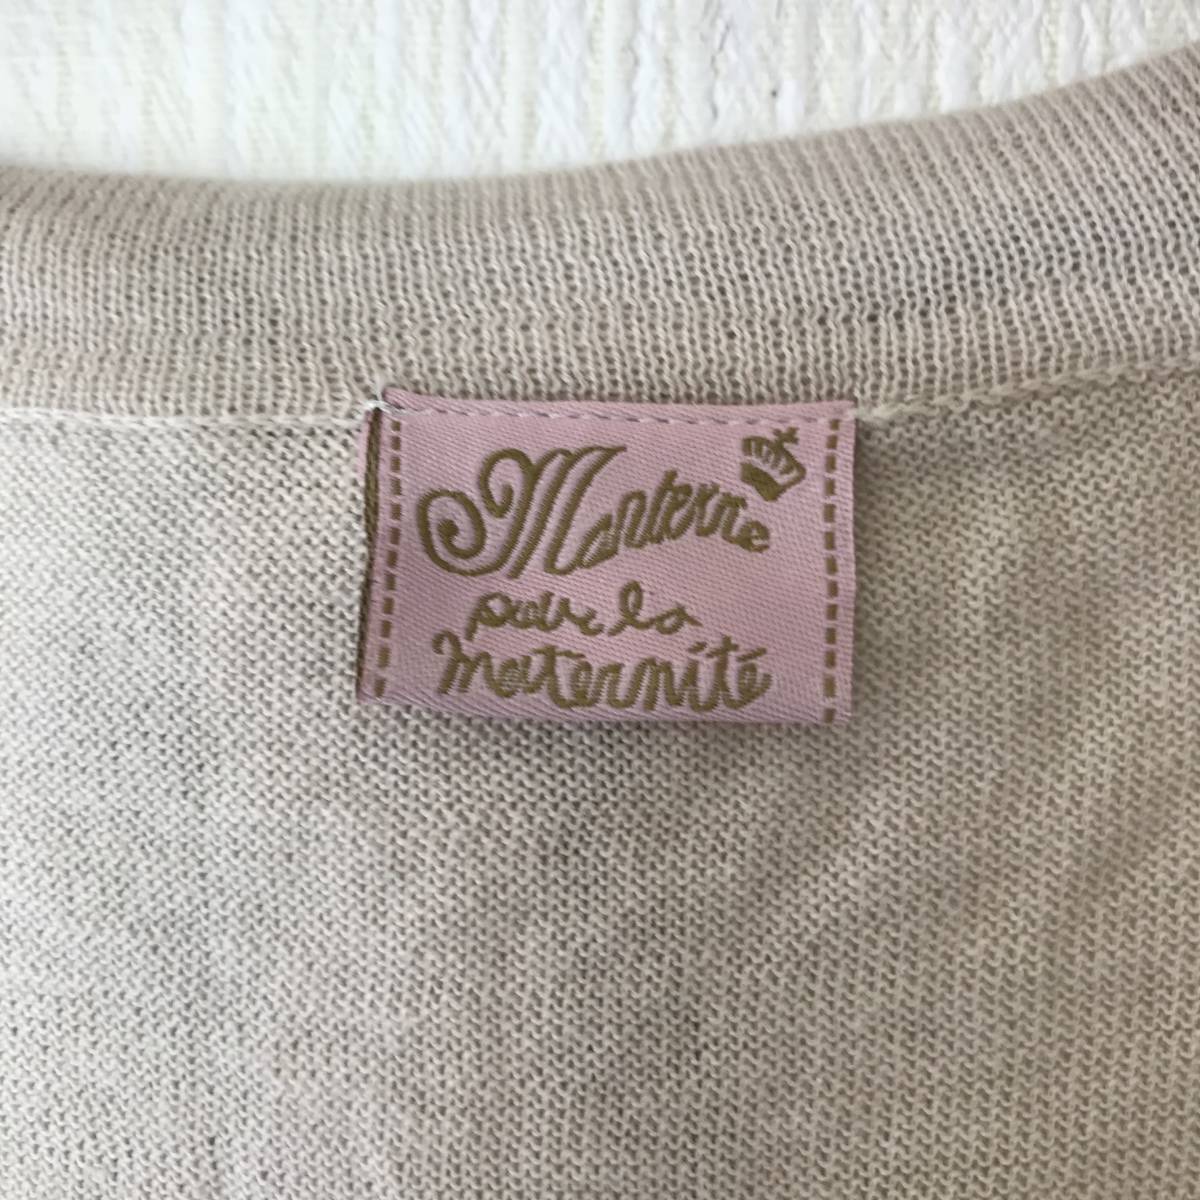 Manterne
pour la
maternité